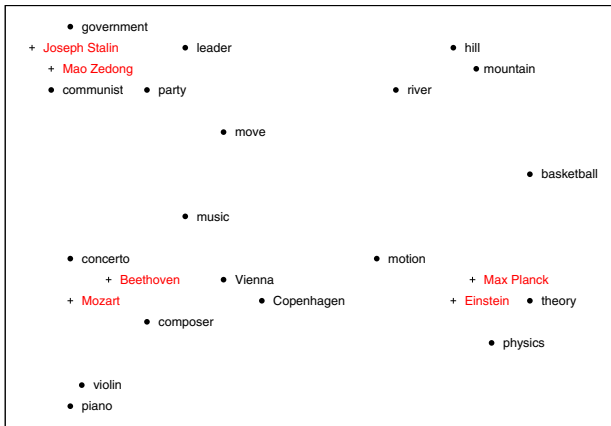 government
Joseph Stalin
leader
hill
Mao Zedong
mountain
communist
party
river
move
basketball
music
concerto
motion
Beethoven
Vienna
Max Planck
Mozart
Copenhagen
Einstein
theory
composer
physics
violin
piano